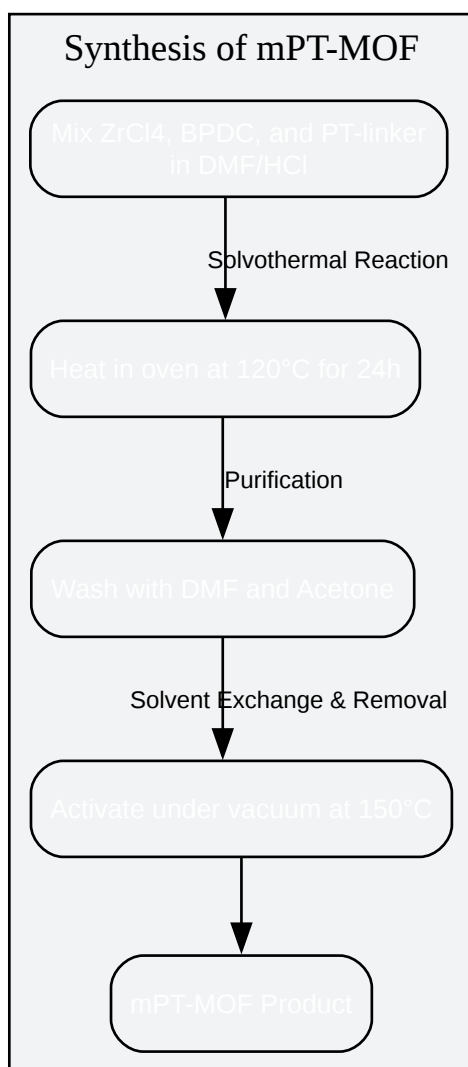 Synthesis of mPT-MOF
Mix ZrCl4, BPDC, and PT-linker
in DMF/HCl
Solvothermal Reaction
Heat in oven at 120°C for 24h
Purification
Wash with DMF and Acetone
Solvent Exchange & Removal
Activate under vacuum at 150°C
mPT-MOF Product